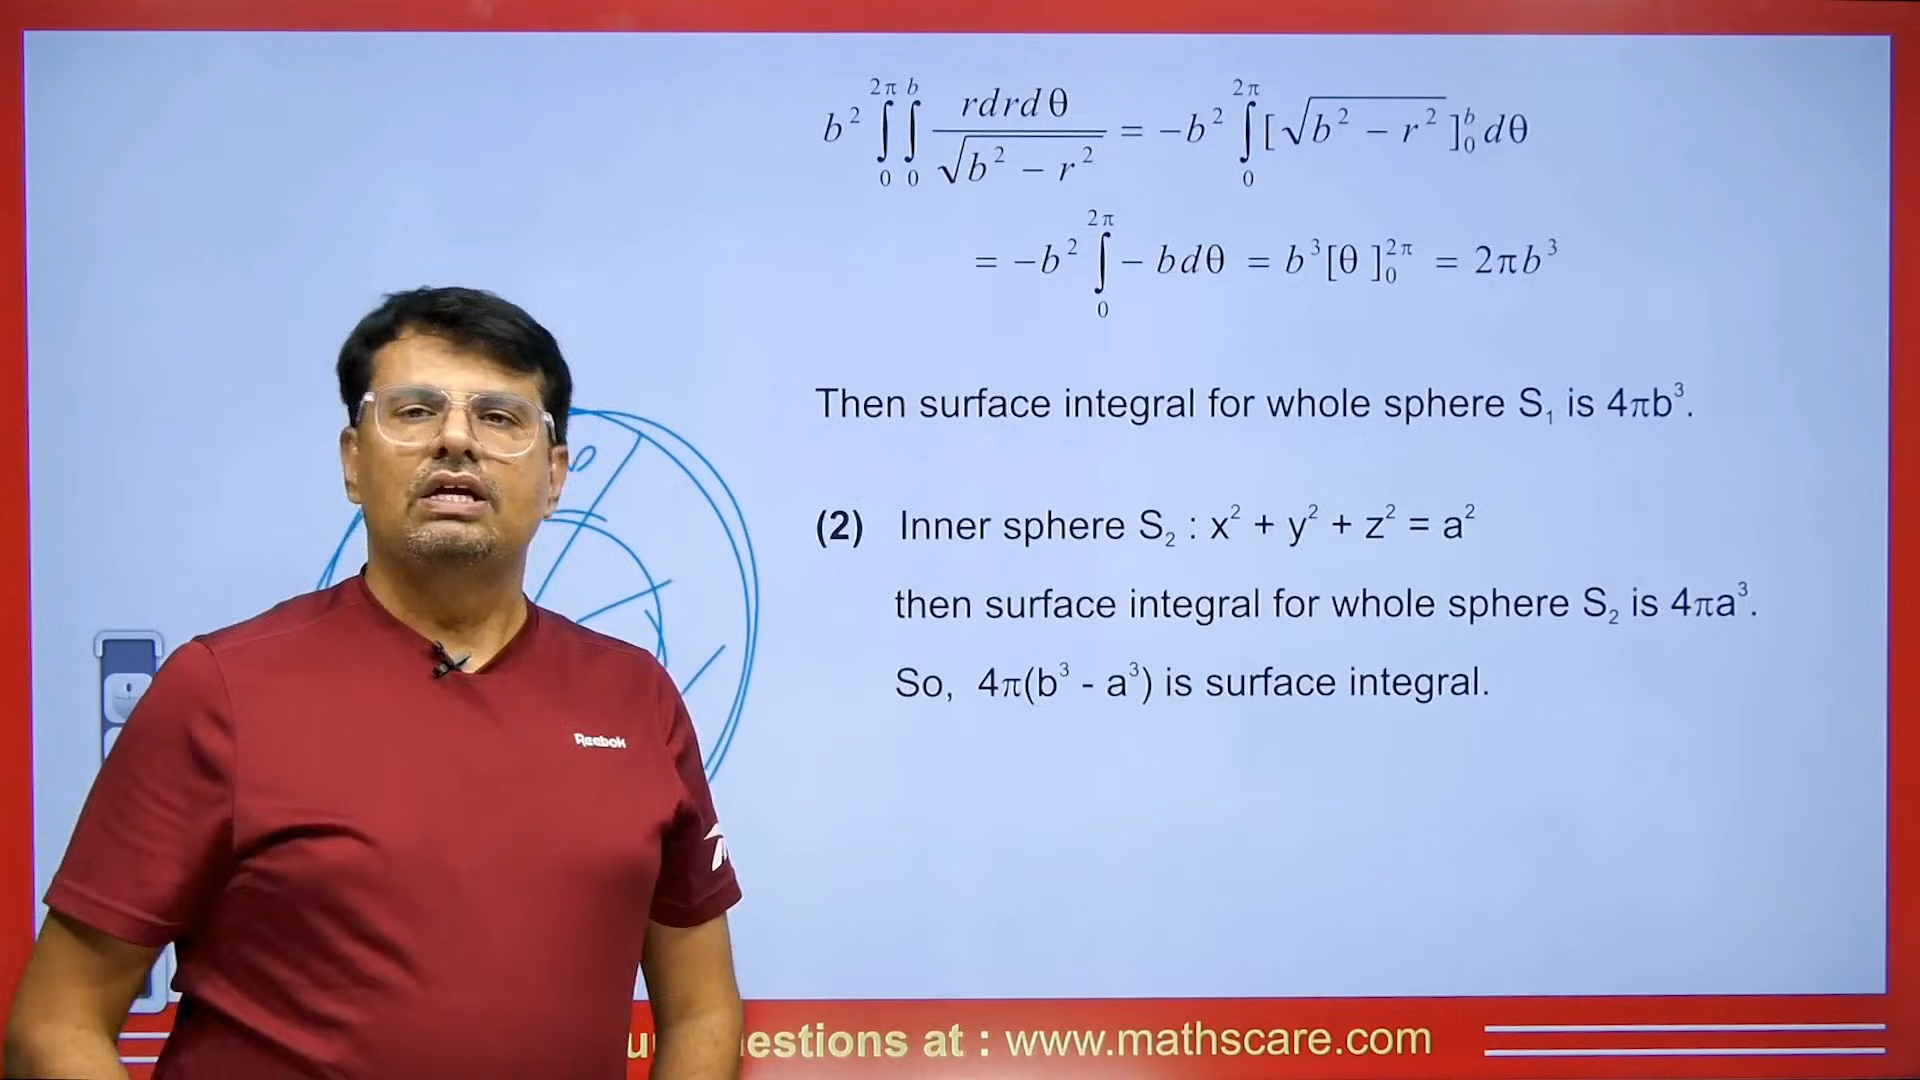 b² ∫₀^{2π} ∫₀^{b} rdrdθ / √(b² − r²) = −b² ∫₀^{2π} [√(b² − r²)]₀^{b} dθ
= −b² ∫₀^{2π} − bdθ = b³[θ]₀^{2π} = 2πb³
Then surface integral for whole sphere S₁ is 4πb³.
(2) Inner sphere S₂ : x² + y² + z² = a²
then surface integral for whole sphere S₂ is 4πa³.
So, 4π(b³ - a³) is surface integral.
Reebok
estions at : www.mathscare.com